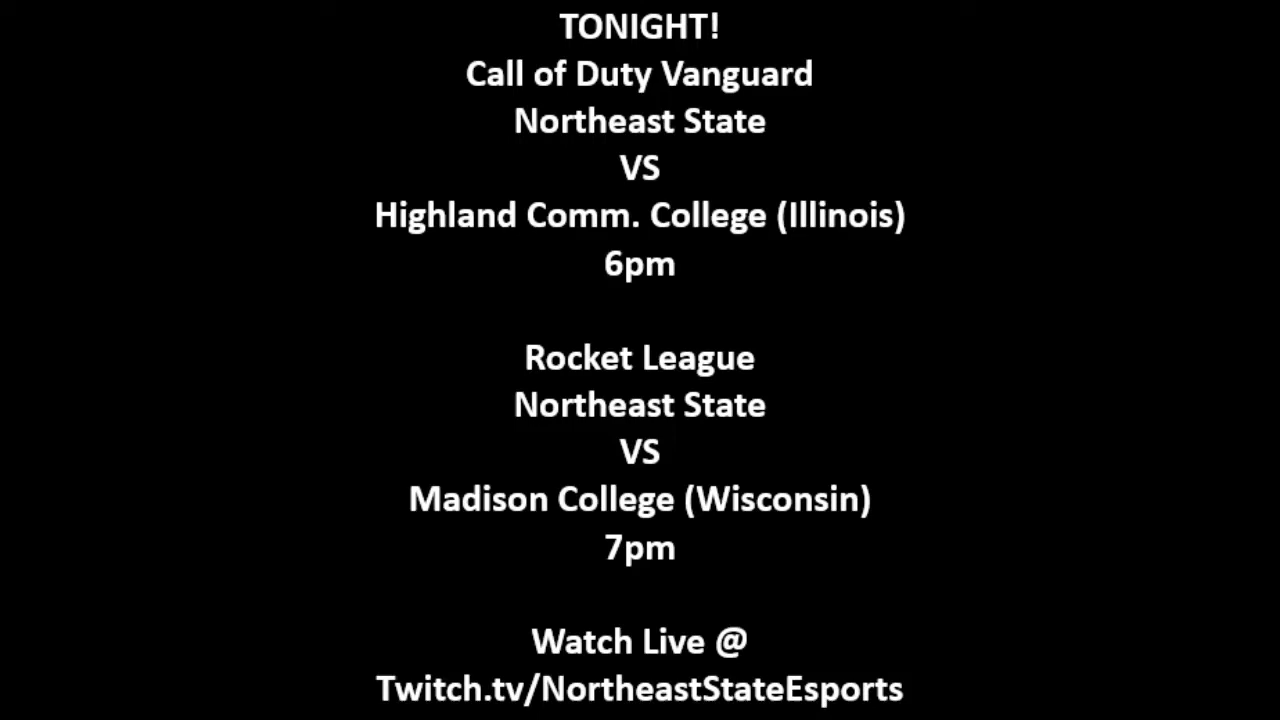 TONIGHT!
Call of Duty Vanguard
Northeast State
VS
Highland Comm. College (Illinois)
6pm
Rocket League
Northeast State
VS
Madison College (Wisconsin)
7pm
Watch Live @
Twitch.tv/NortheastStateEsports